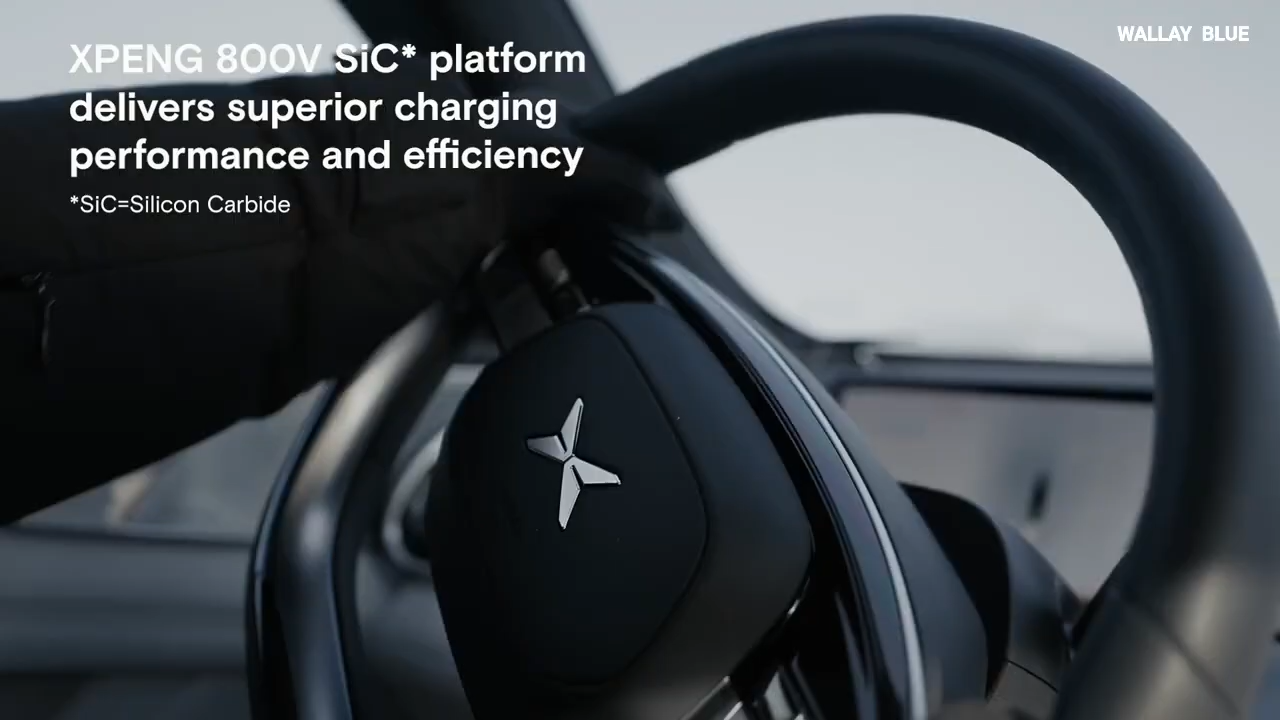 XPENG 800V SiC* platform
delivers superior charging
performance and efficiency
*SiC=Silicon Carbide
WALLAY BLUE